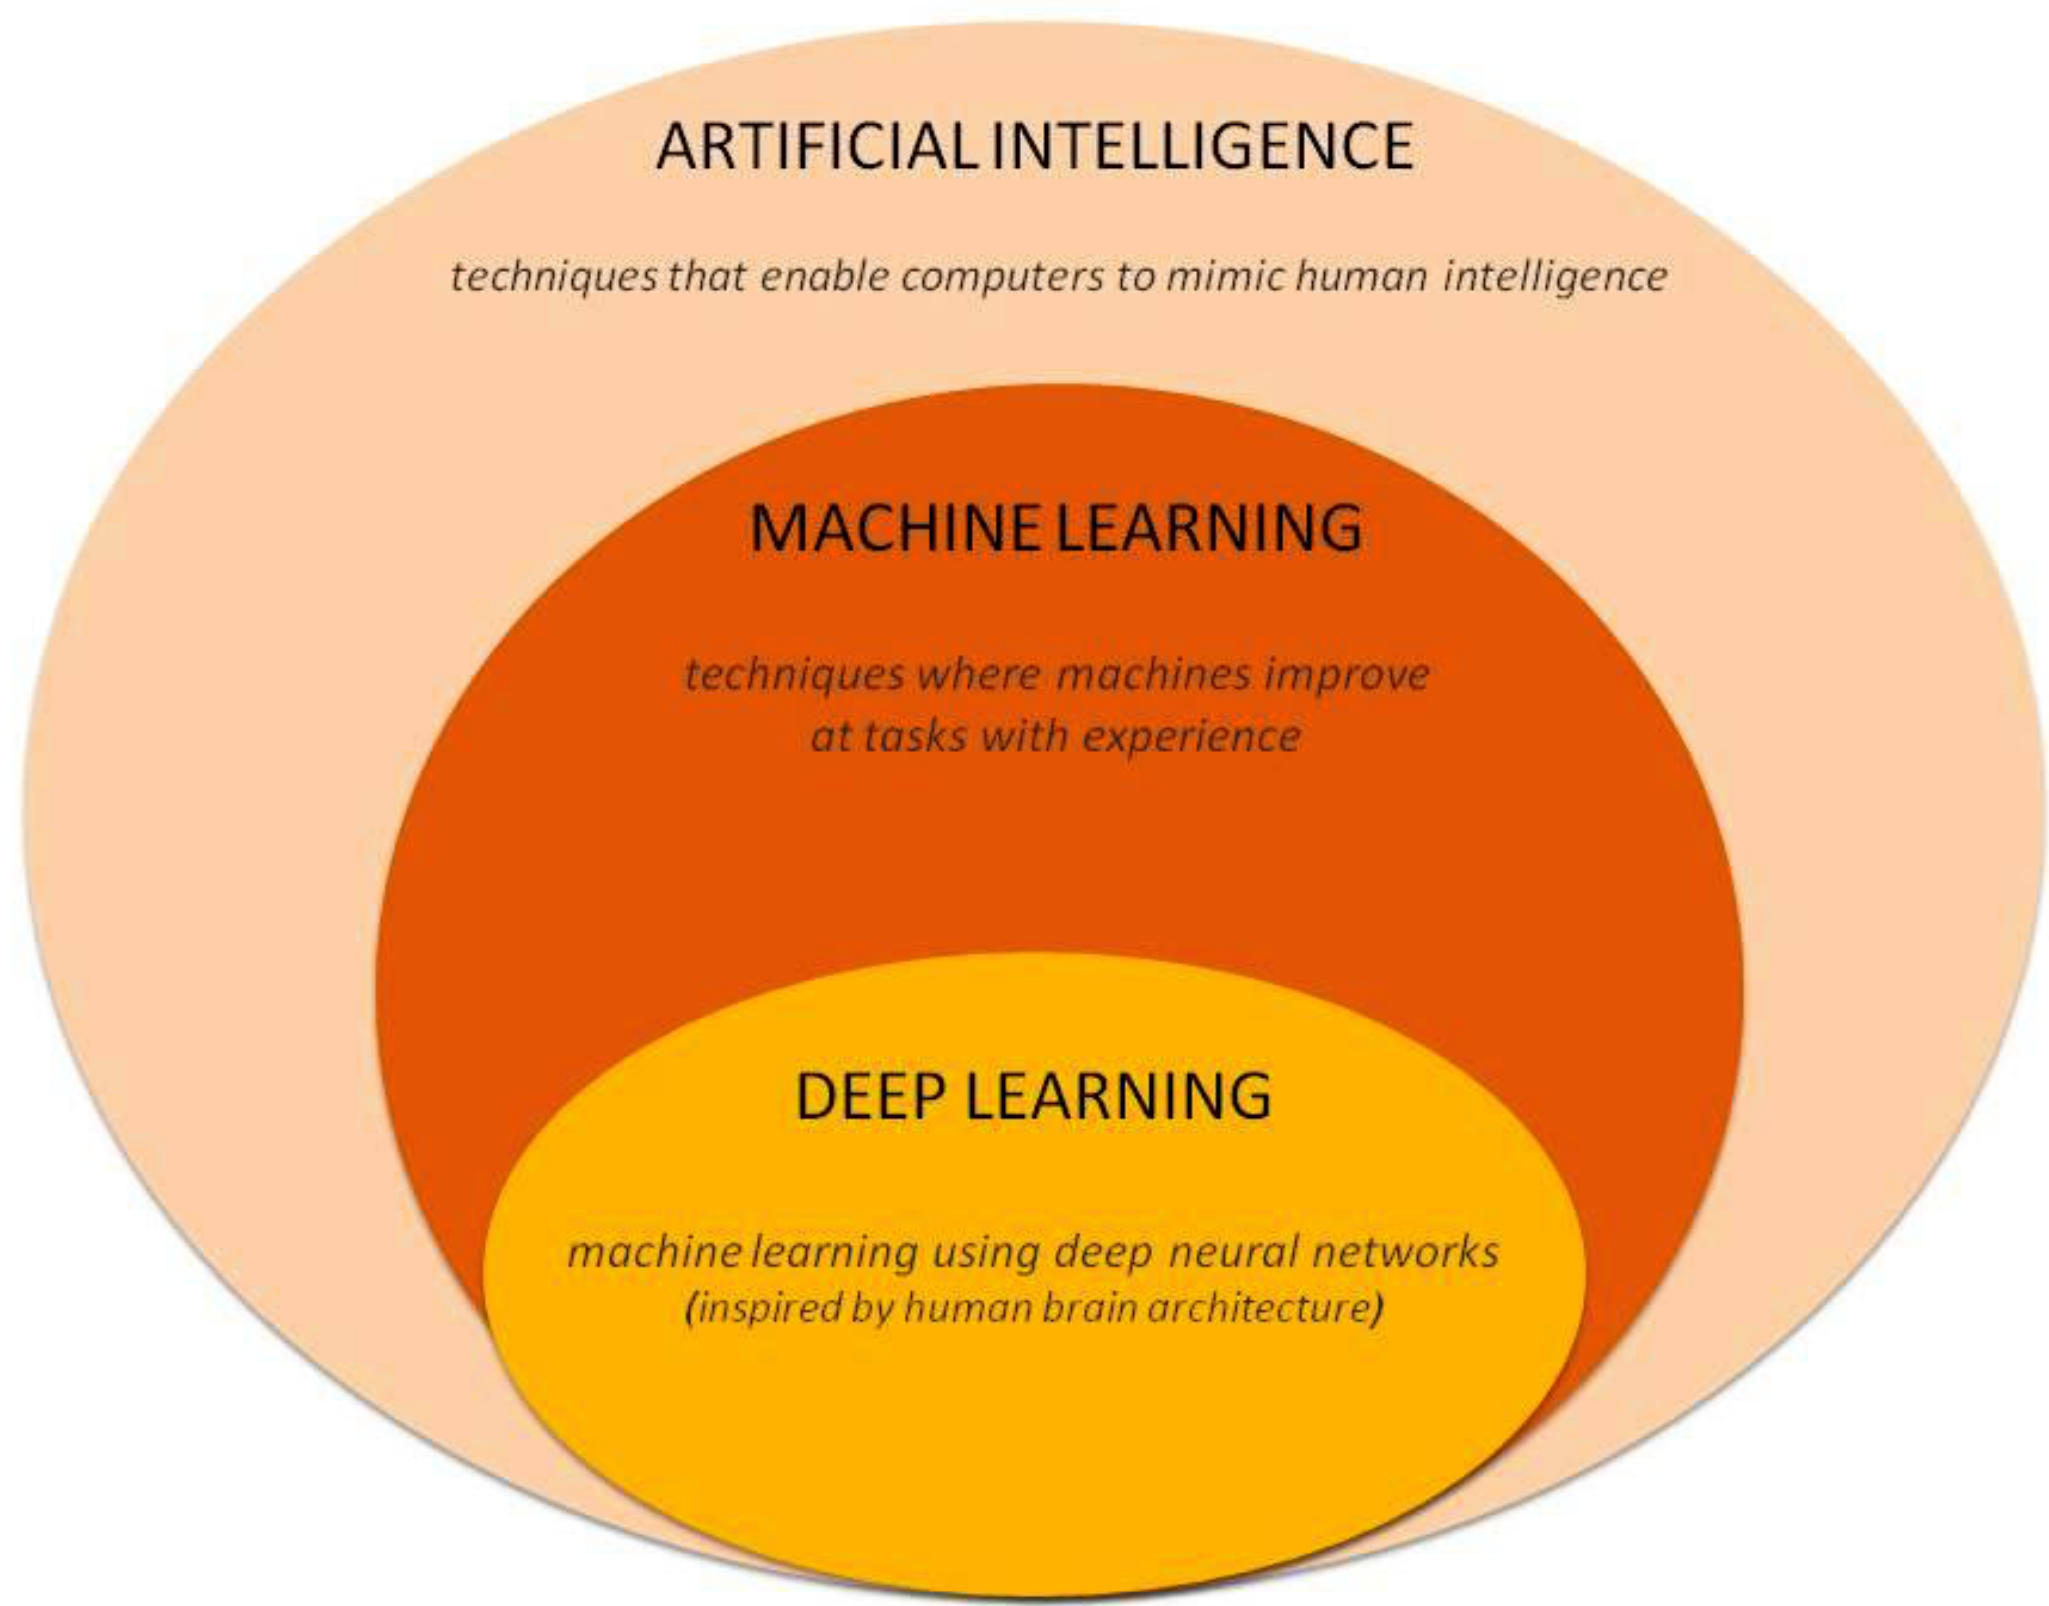 ARTIFICIAL INTELLIGENCE
techniques that enable computers to mimic human intelligence
MACHINE LEARNING
techniques where machines improve
at tasks with experience
DEEP LEARNING
machine learning using deep neural networks
(inspired by human brain architecture)